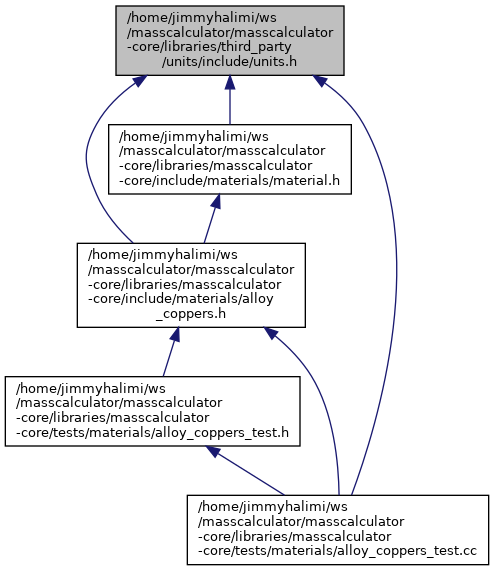 /home/jimmyhalimi/ws
/masscalculator/masscalculator
-core/libraries/third_party
/units/include/units.h
/home/jimmyhalimi/ws
/masscalculator/masscalculator
-core/libraries/masscalculator
-core/include/materials/material.h
/home/jimmyhalimi/ws
/masscalculator/masscalculator
-core/libraries/masscalculator
-core/include/materials/alloy
_coppers.h
/home/jimmyhalimi/ws
/masscalculator/masscalculator
-core/libraries/masscalculator
-core/tests/materials/alloy_coppers_test.h
/home/jimmyhalimi/ws
/masscalculator/masscalculator
-core/libraries/masscalculator
-core/tests/materials/alloy_coppers_test.cc